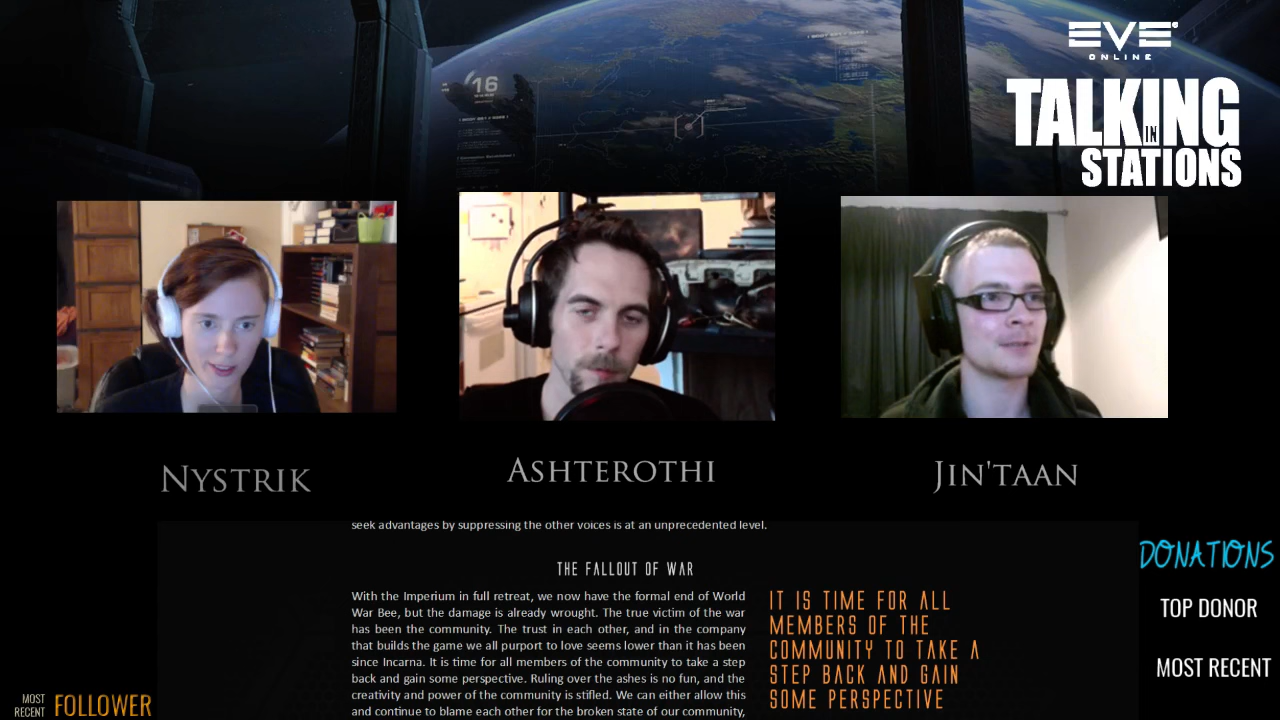 EVE
ONLINE
TALKING
IN
STATIONS
16
NYSTRIK
ASHTEROTHI
JIN'TAAN
seek advantages by suppressing the other voices is at an unprecedented level.
THE FALLOUT OF WAR
With the Imperium in full retreat, we now have the formal end of World
War Bee, but the damage is already wrought. The true victim of the war
has been the community. The trust in each other, and in the company
that builds the game we all purport to love seems lower than it has been
since Incarna. It is time for all members of the community to take a step
back and gain some perspective. Ruling over the ashes is no fun, and the
creativity and power of the community is stifled. We can either allow this
and continue to blame each other for the broken state of our community,
IT IS TIME FOR ALL
MEMBERS OF THE
COMMUNITY TO TAKE A
STEP BACK AND GAIN
SOME PERSPECTIVE
DONATIONS
TOP DONOR
MOST RECENT
MOST
RECENT
FOLLOWER